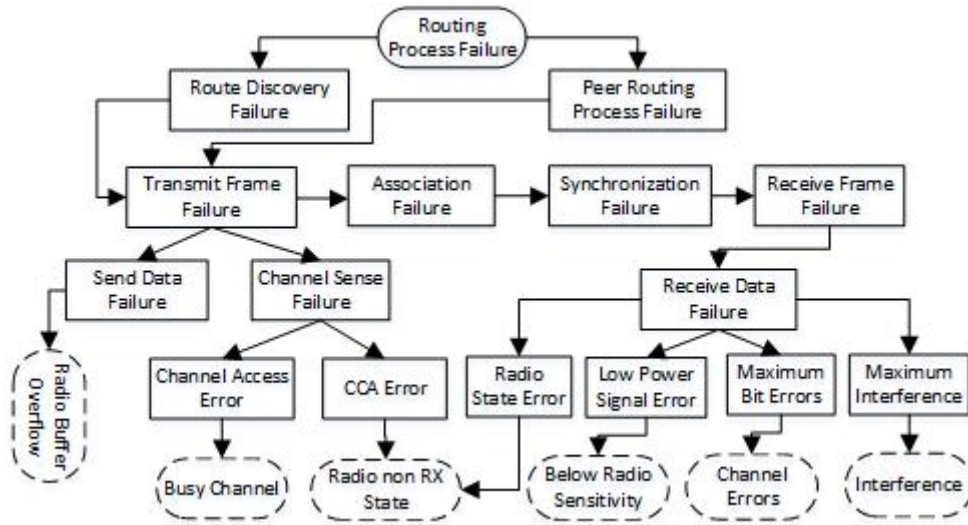 Routing
Process Failure
Route Discovery
Failure
Peer Routing
Process Failure
Transmit Frame
Failure
Association
Failure
Synchronization
Failure
Receive Frame
Failure
Send Data
Failure
Channel Sense
Failure
Receive Data
Failure
Radio Buffer
Overflow
Channel Access
Error
CCA Error
Radio
State Error
Low Power
Signal Error
Maximum
Bit Errors
Maximum
Interference
Busy Channel
Radio non RX
State
Below Radio
Sensitivity
Channel
Errors
Interference